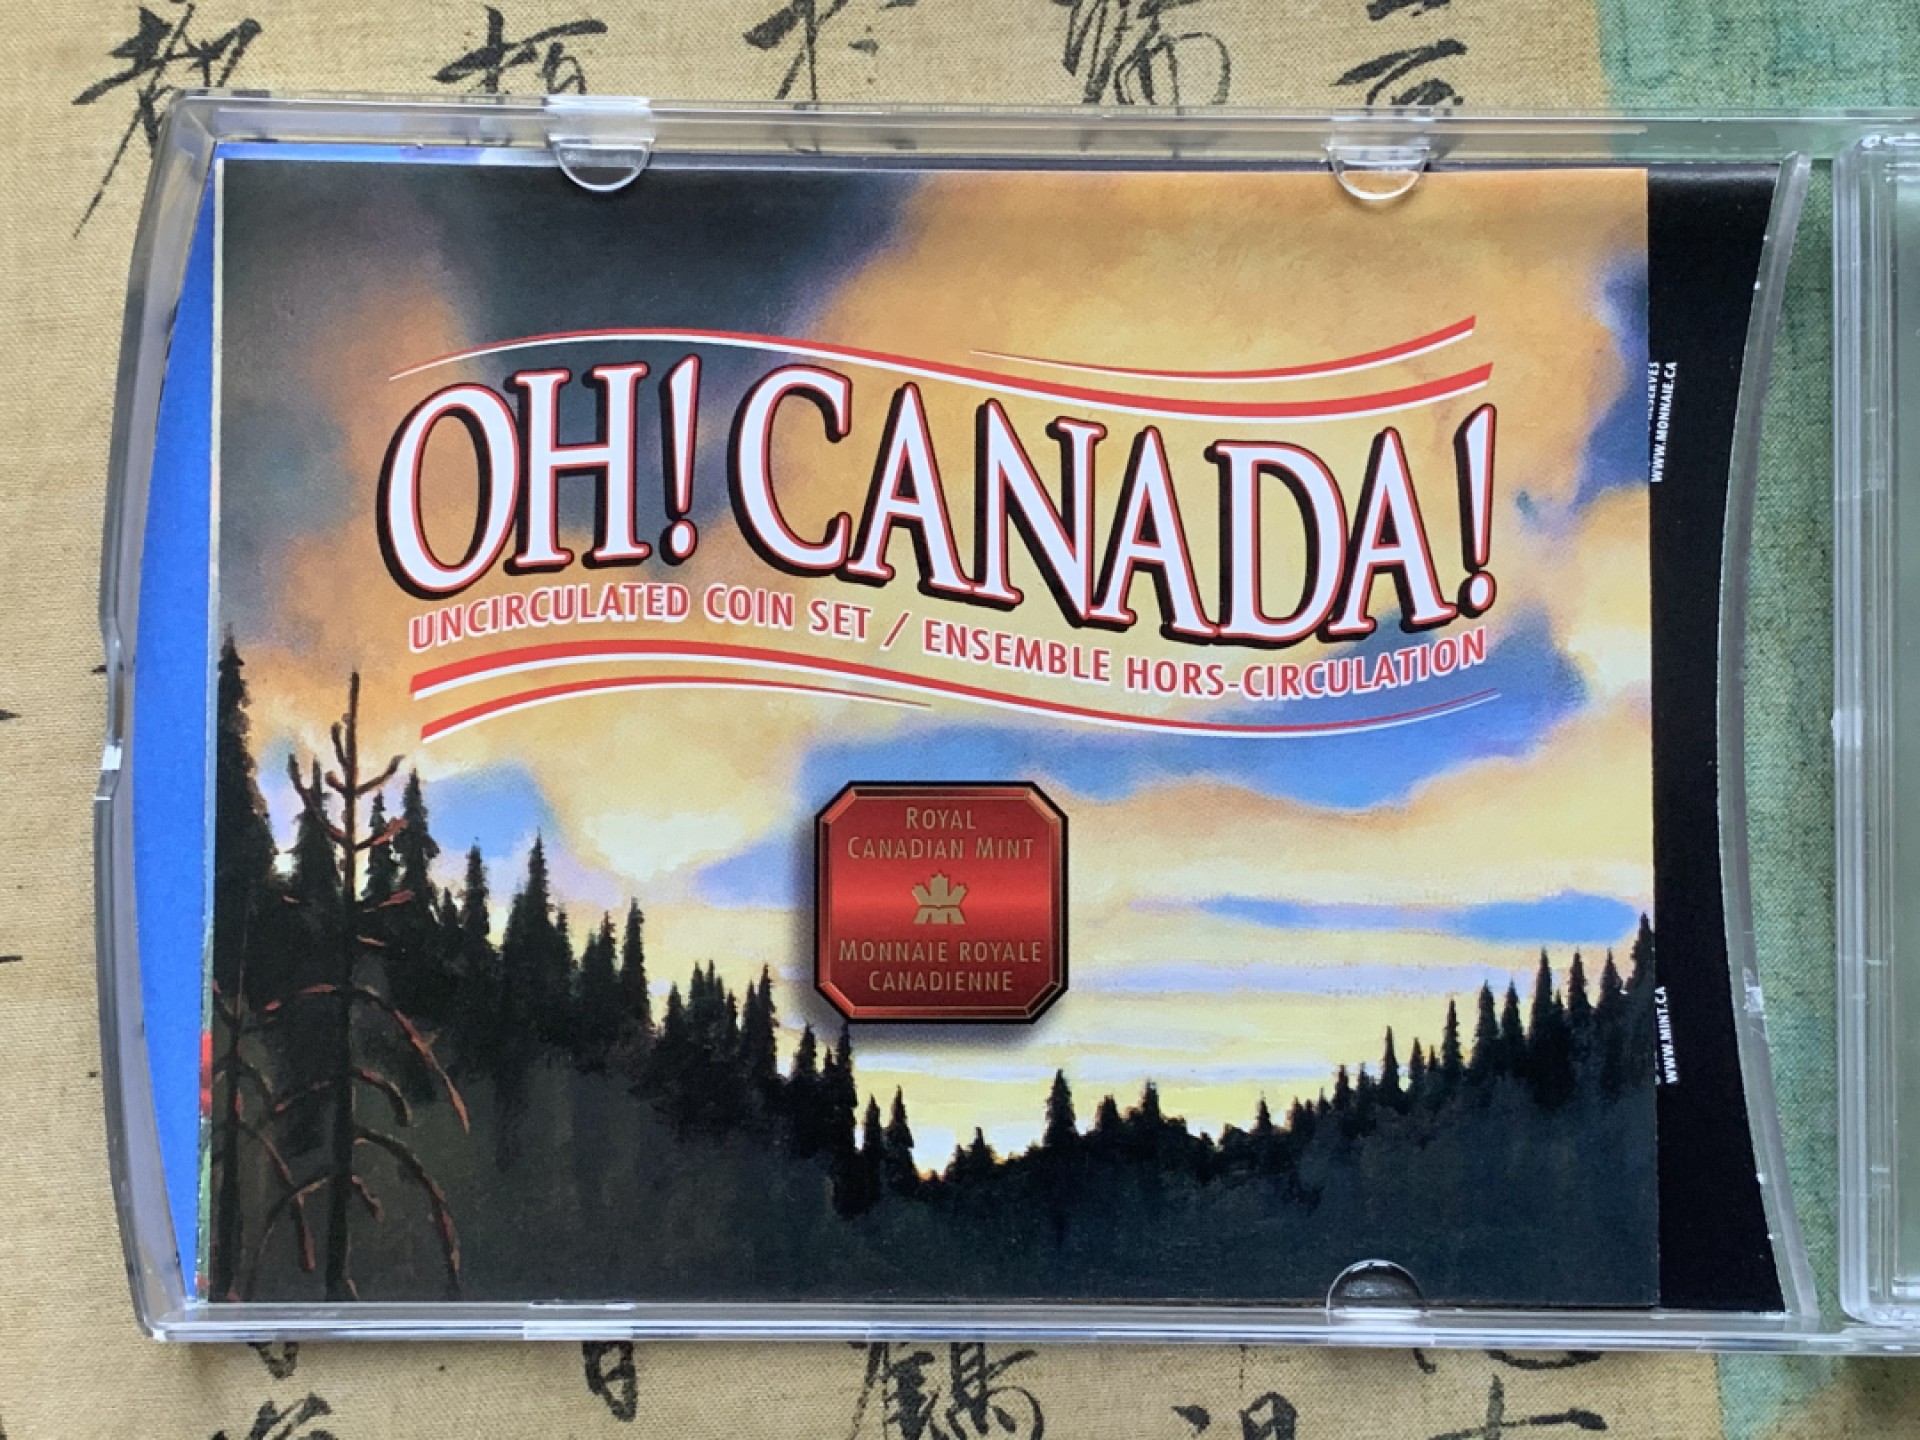 OH! CANADA!
UNCIRCULATED COIN SET / ENSEMBLE HORS-CIRCULATION
ROYAL
CANADIAN MINT
MONNAIE ROYALE
CANADIENNE
WWW.MONNAIE.CA
WWW.MINT.CA